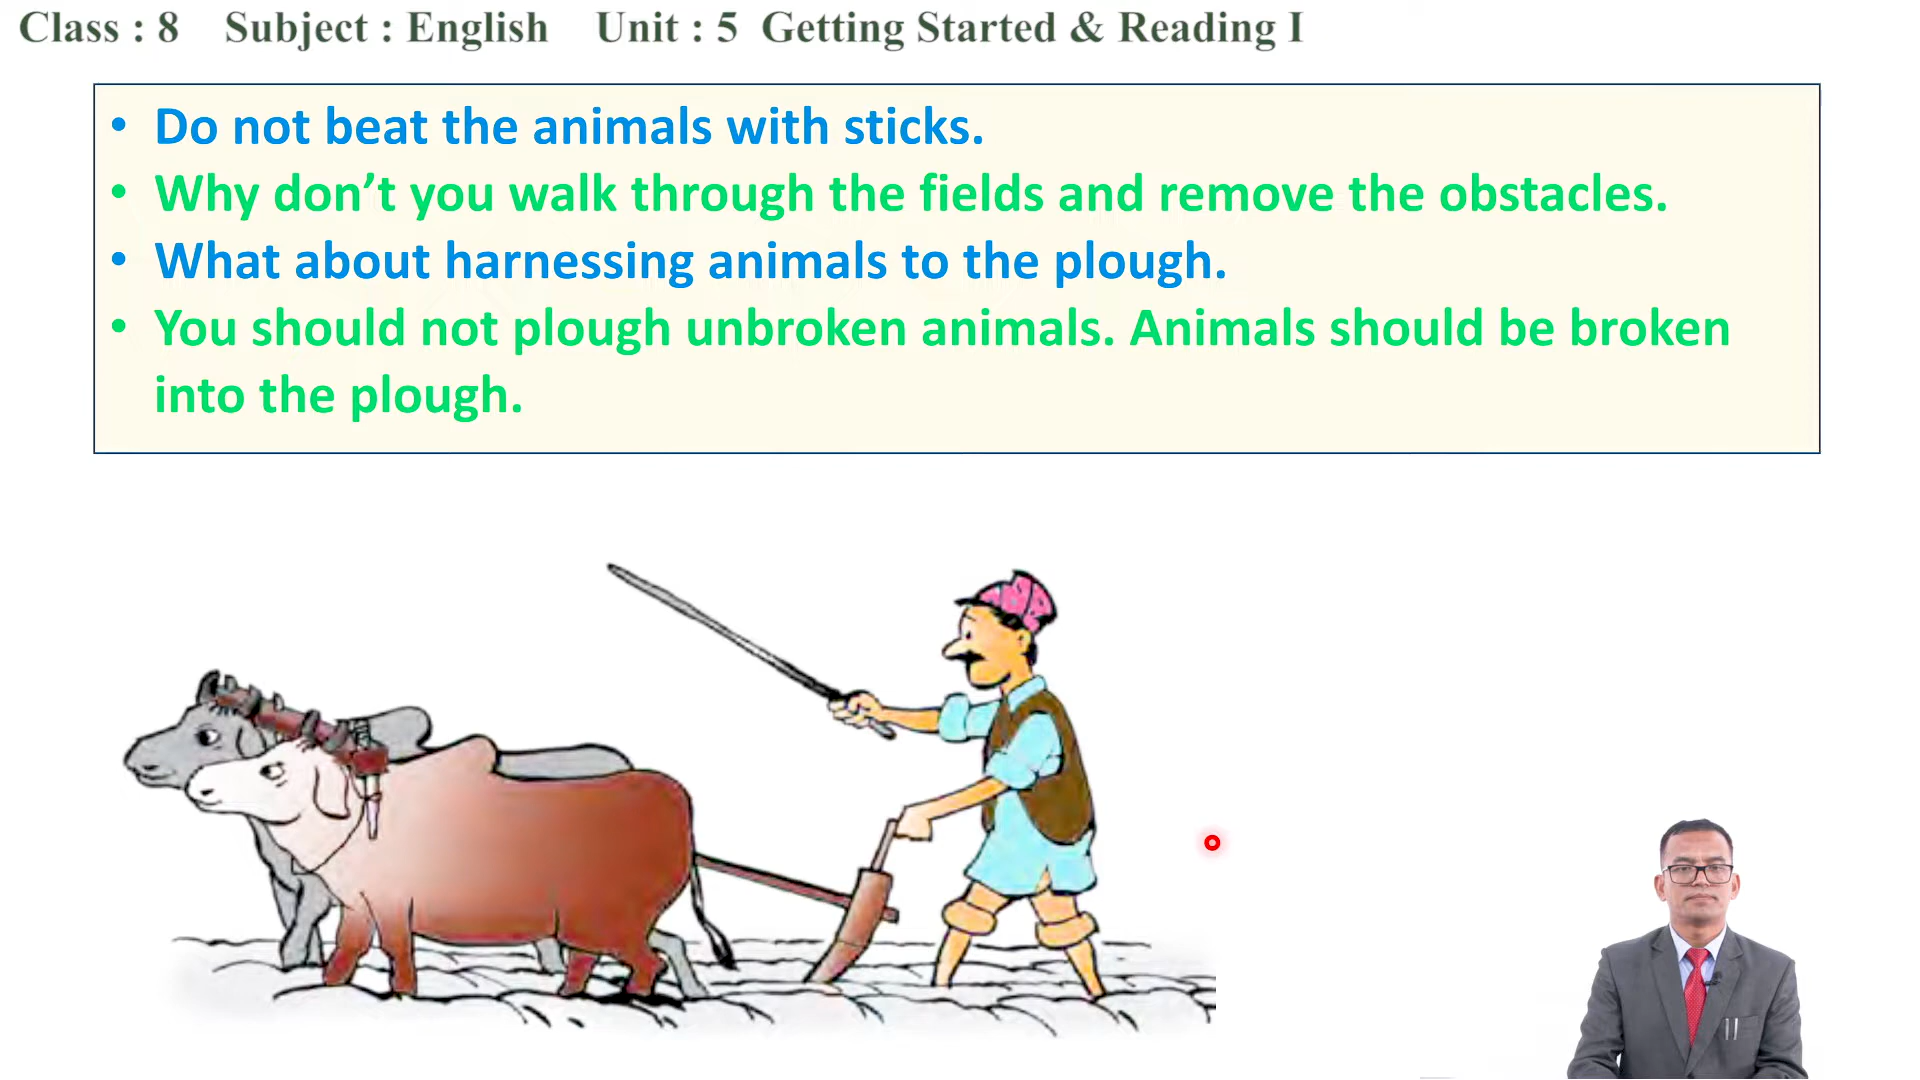 Class : 8 Subject : English Unit : 5 Getting Started & Reading I
• Do not beat the animals with sticks.
• Why don’t you walk through the fields and remove the obstacles.
• What about harnessing animals to the plough.
• You should not plough unbroken animals. Animals should be broken
into the plough.